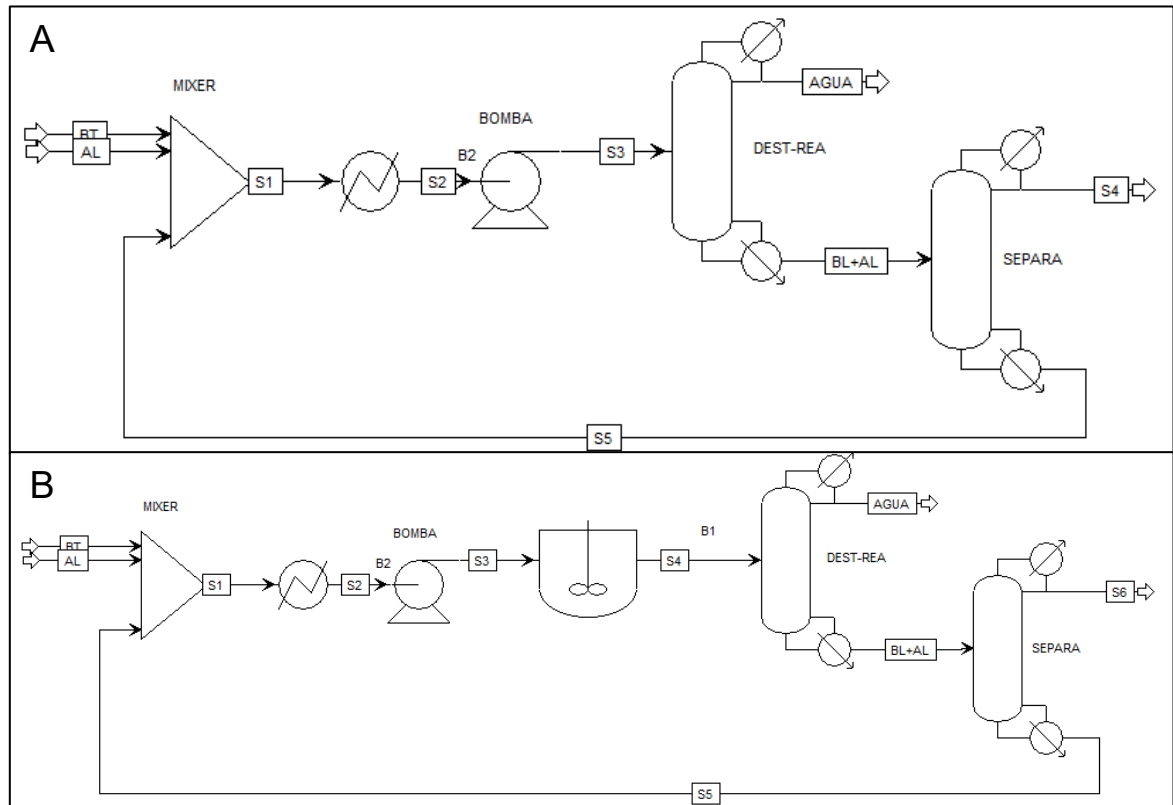 A
MIXER
BT
AL
S1
S2
B2
BOMBA
S3
DEST-REA
AGUA
BL+AL
SEPARA
S4
S5
B
MIXER
BT
AL
S1
S2
B2
BOMBA
S3
S4
B1
DEST-REA
AGUA
BL+AL
SEPARA
S6
S5